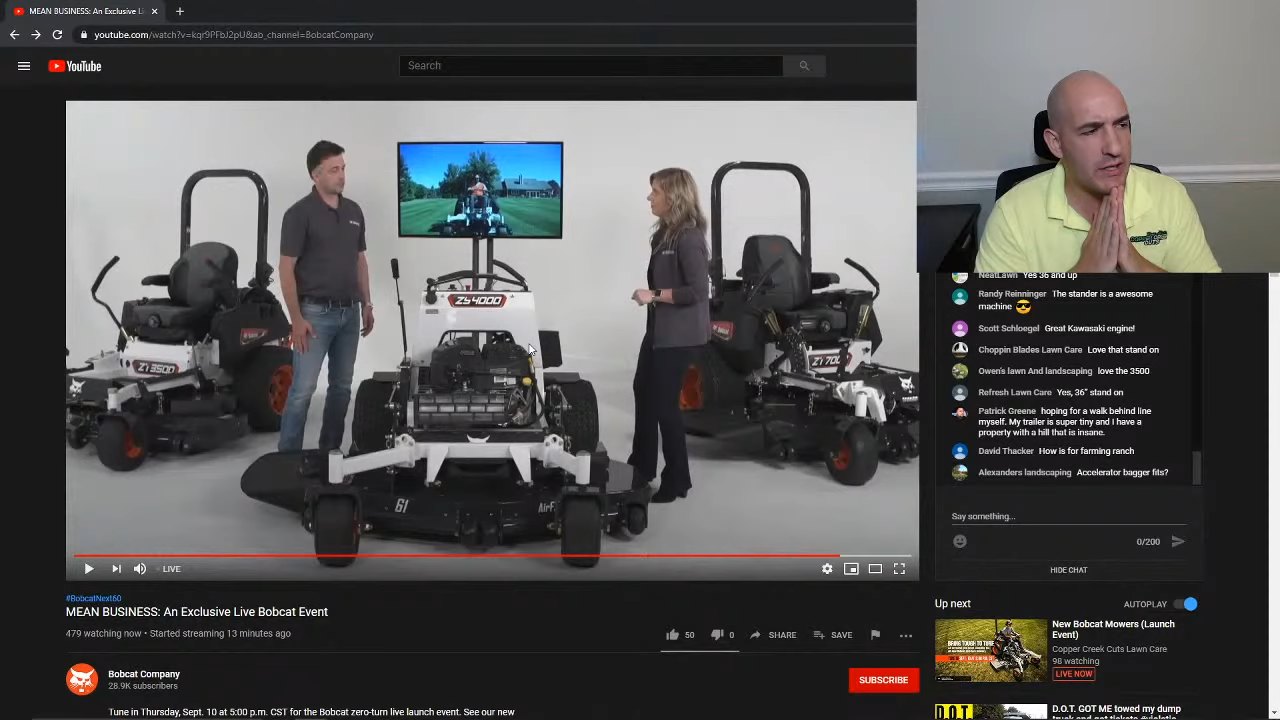 MEAN BUSINESS: An Exclusive Li
youtube.com/watch?v=kqr9PFbJ2pU&ab_channel=BobcatCompany
YouTube
Search
ZS4000
ZT3500
61
AirF
LIVE
#BobcatNext60
MEAN BUSINESS: An Exclusive Live Bobcat Event
479 watching now • Started streaming 13 minutes ago
50
0
SHARE
SAVE
Bobcat Company
28.9K subscribers
SUBSCRIBE
Tune in Thursday, Sept. 10 at 5:00 p.m. CST for the Bobcat zero-turn live launch event. See our new
NeatLawn Yes 36 and up
Randy Reinninger The stander is a awesome
machine
Scott Schloegel Great Kawasaki engine!
Choppin Blades Lawn Care Love that stand on
Owen's lawn And landscaping love the 3500
Refresh Lawn Care Yes, 36" stand on
Patrick Greene hoping for a walk behind line
myself. My trailer is super tiny and I have a
property with a hill that is insane.
David Thacker How is for farming ranch
Alexanders landscaping Accelerator bagger fits?
Say something...
0/200
HIDE CHAT
Up next
AUTOPLAY
New Bobcat Mowers (Launch
Event)
Copper Creek Cuts Lawn Care
98 watching
LIVE NOW
D.O.T. GOT ME towed my dump